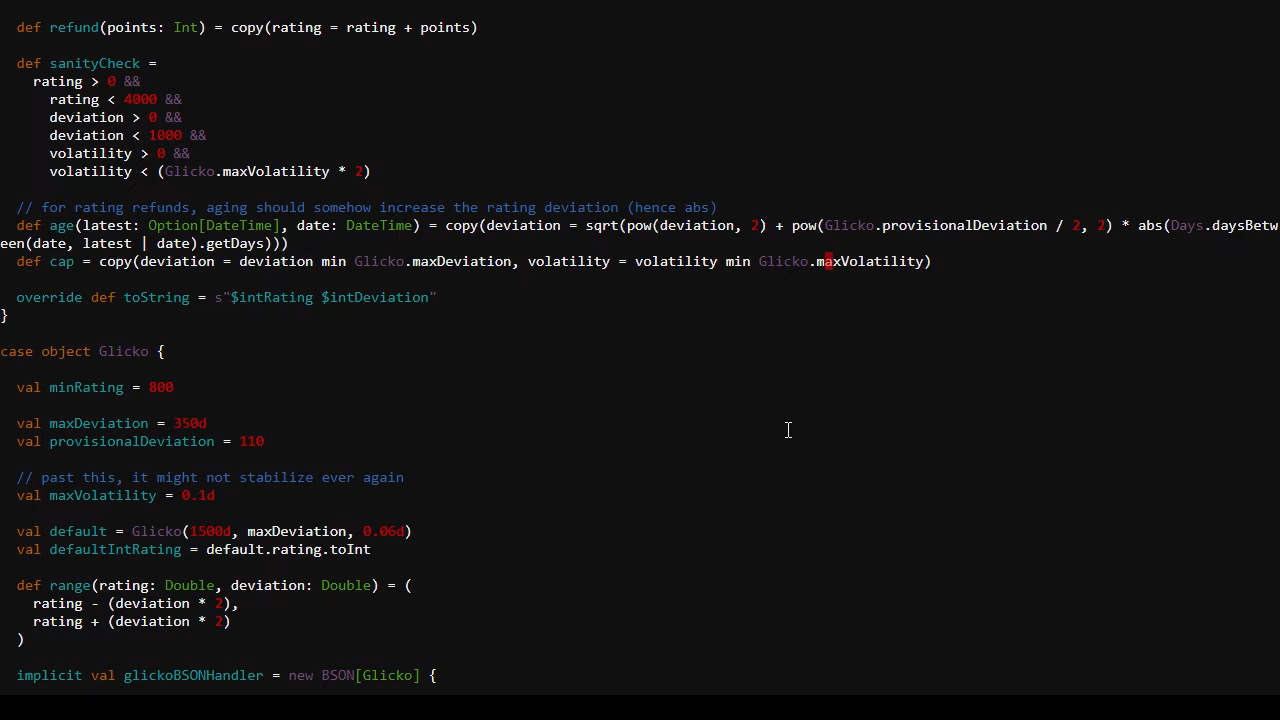 def refund(points: Int) = copy(rating = rating + points)

  def sanityCheck =
    rating > 0 &&
      rating < 4000 &&
      deviation > 0 &&
      deviation < 1000 &&
      volatility > 0 &&
      volatility < (Glicko.maxVolatility * 2)

  // for rating refunds, aging should somehow increase the rating deviation (hence abs)
  def age(latest: Option[DateTime], date: DateTime) = copy(deviation = sqrt(pow(deviation, 2) + pow(Glicko.provisionalDeviation / 2, 2) * abs(Days.daysBetw
een(date, latest | date).getDays)))
  def cap = copy(deviation = deviation min Glicko.maxDeviation, volatility = volatility min Glicko.maxVolatility)

  override def toString = s"$intRating $intDeviation"
}

case object Glicko {

  val minRating = 800

  val maxDeviation = 350d
  val provisionalDeviation = 110

  // past this, it might not stabilize ever again
  val maxVolatility = 0.1d

  val default = Glicko(1500d, maxDeviation, 0.06d)
  val defaultIntRating = default.rating.toInt

  def range(rating: Double, deviation: Double) = (
    rating - (deviation * 2),
    rating + (deviation * 2)
  )

  implicit val glickoBSONHandler = new BSON[Glicko] {